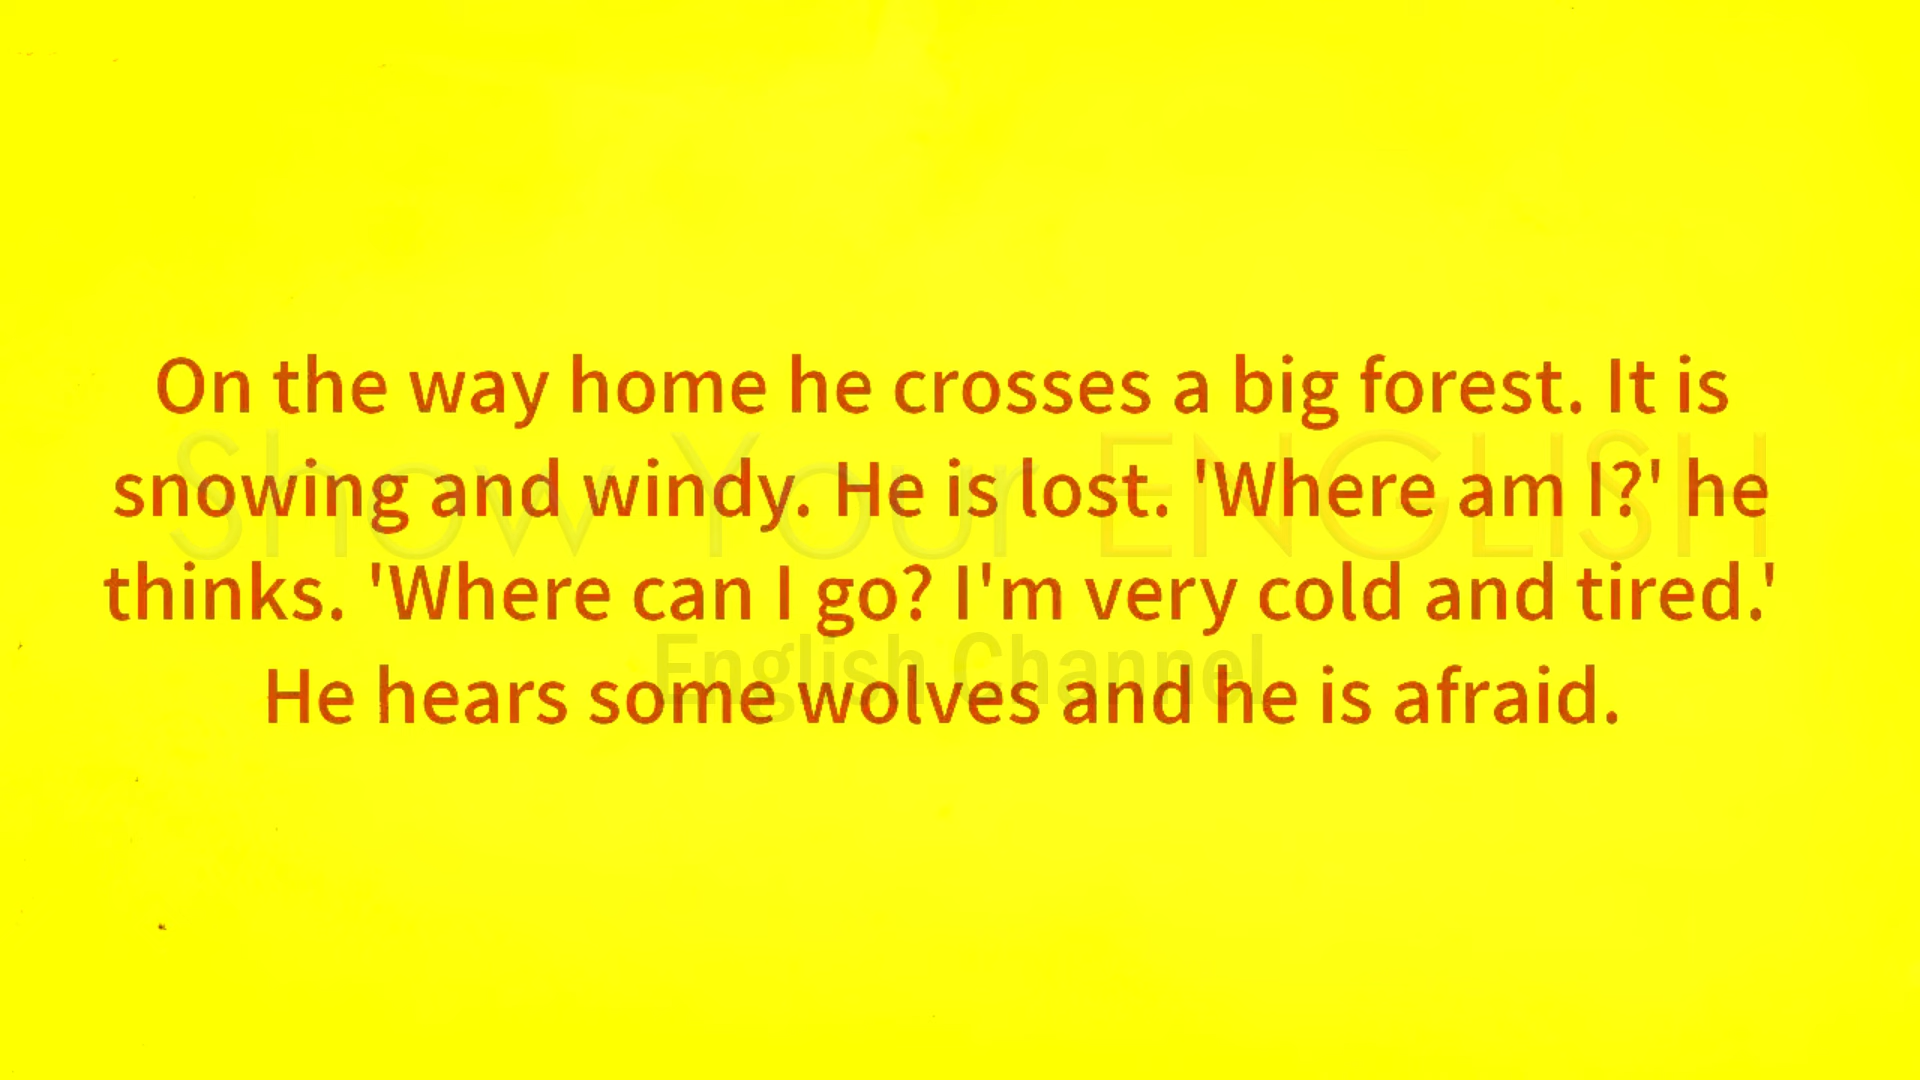 On the way home he crosses a big forest. It is
snowing and windy. He is lost. 'Where am I?' he
thinks. 'Where can I go? I'm very cold and tired.'
He hears some wolves and he is afraid.
Show Your ENGLISH
English Channel